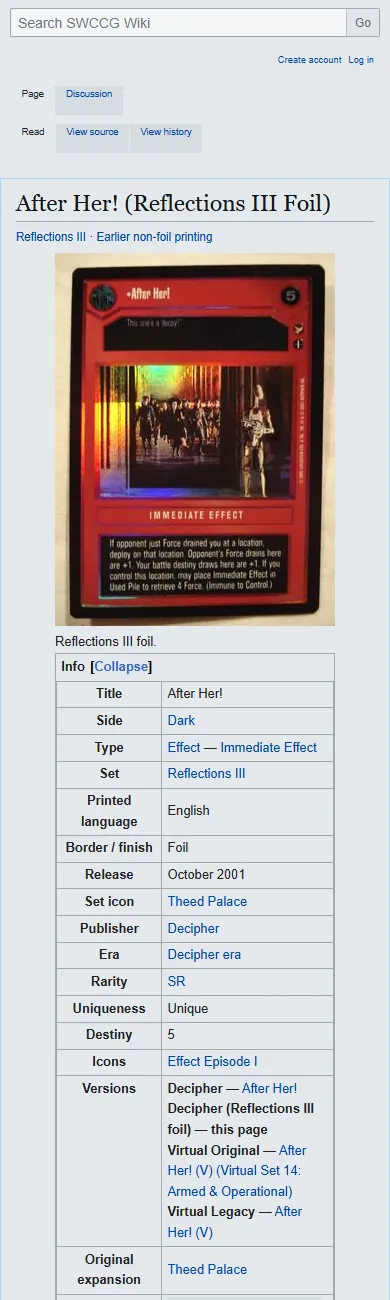 Search SWCCG Wiki
Go
Create account Log in
Page Discussion
Read View source View history
After Her! (Reflections III Foil)
Reflections III · Earlier non-foil printing
•After Her!
5
This one's a decoy!
IMMEDIATE EFFECT
If opponent just Force drained you at a location,
deploy on that location. Opponent's Force drains here
are +1. Your battle destiny draws here are +1. If you
control this location, may place Immediate Effect in
Used Pile to retrieve 4 Force. (Immune to Control.)
Reflections III foil.
Info [Collapse]
Title After Her!
Side Dark
Type Effect — Immediate Effect
Set Reflections III
Printed
language English
Border / finish Foil
Release October 2001
Set icon Theed Palace
Publisher Decipher
Era Decipher era
Rarity SR
Uniqueness Unique
Destiny 5
Icons Effect Episode I
Versions Decipher — After Her!
Decipher (Reflections III
foil) — this page
Virtual Original — After
Her! (V) (Virtual Set 14:
Armed & Operational)
Virtual Legacy — After
Her! (V)
Original
expansion Theed Palace